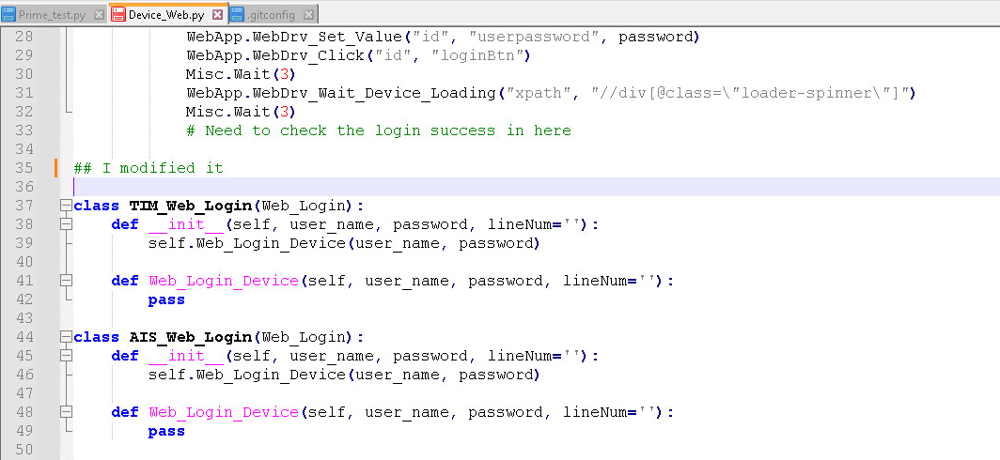 Prime_test.py Device_Web.py .gitconfig
28 WebApp.WebDrv_Set_Value("id", "userpassword", password)
29 WebApp.WebDrv_Click("id", "loginBtn")
30 Misc.Wait(3)
31 WebApp.WebDrv_Wait_Device_Loading("xpath", "//div[@class=\"loader-spinner\"]")
32 Misc.Wait(3)
33 # Need to check the login success in here
34
35 ## I modified it
36
37 class TIM_Web_Login(Web_Login):
38 def __init__(self, user_name, password, lineNum=''):
39 self.Web_Login_Device(user_name, password)
40
41 def Web_Login_Device(self, user_name, password, lineNum=''):
42 pass
43
44 class AIS_Web_Login(Web_Login):
45 def __init__(self, user_name, password, lineNum=''):
46 self.Web_Login_Device(user_name, password)
47
48 def Web_Login_Device(self, user_name, password, lineNum=''):
49 pass
50